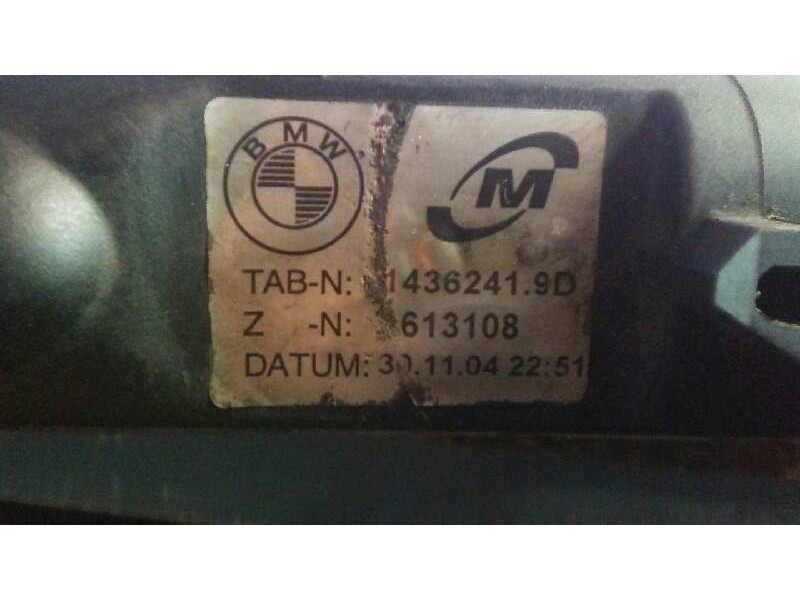 BMW
M
TAB-N: 1436241.9D
Z -N: 613108
DATUM: 30.11.04 22:51